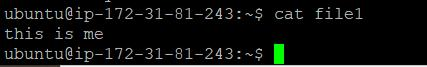 ubuntu@ip-172-31-81-243:~$ cat file1
this is me
ubuntu@ip-172-31-81-243:~$